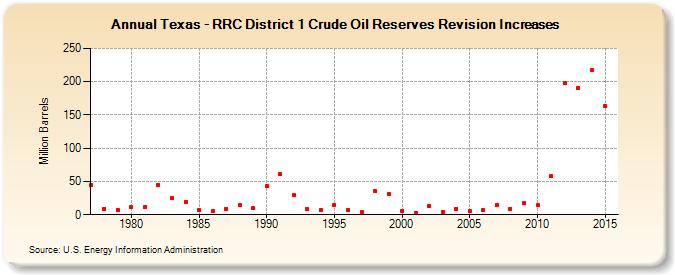 Annual Texas - RRC District 1 Crude Oil Reserves Revision Increases
Million Barrels
250
200
150
100
50
0
1980 1985 1990 1995 2000 2005 2010 2015
Source: U.S. Energy Information Administration